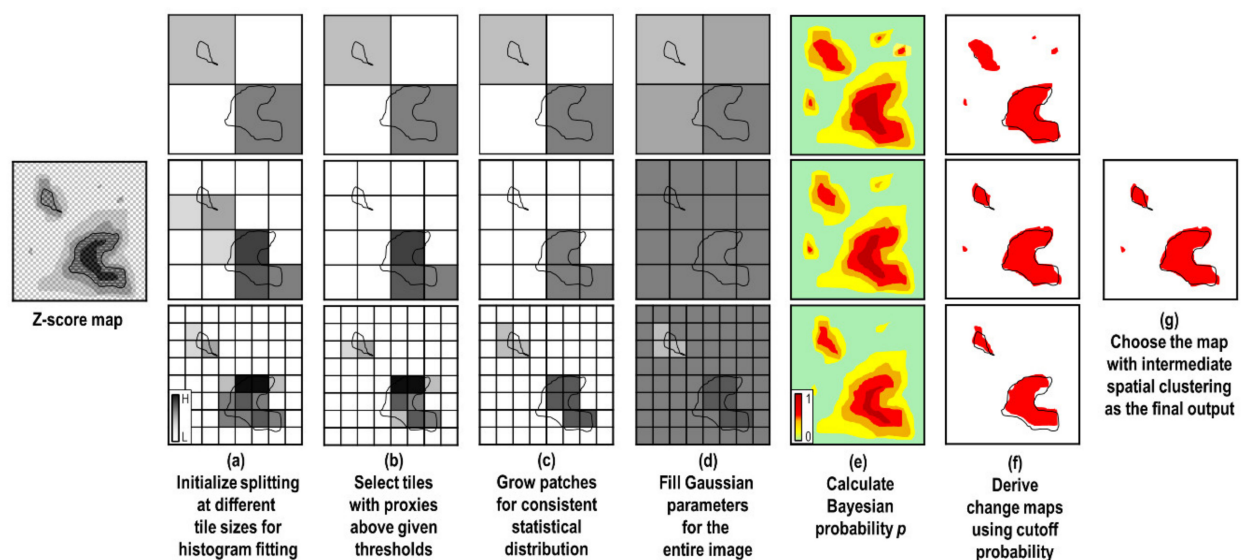 Z-score map
H
L
(a)
Initialize splitting
at different
tile sizes for
histogram fitting
(b)
Select tiles
with proxies
above given
thresholds
(c)
Grow patches
for consistent
statistical
distribution
(d)
Fill Gaussian
parameters
for the
entire image
1
0
(e)
Calculate
Bayesian
probability p
(f)
Derive
change maps
using cutoff
probability
(g)
Choose the map
with intermediate
spatial clustering
as the final output